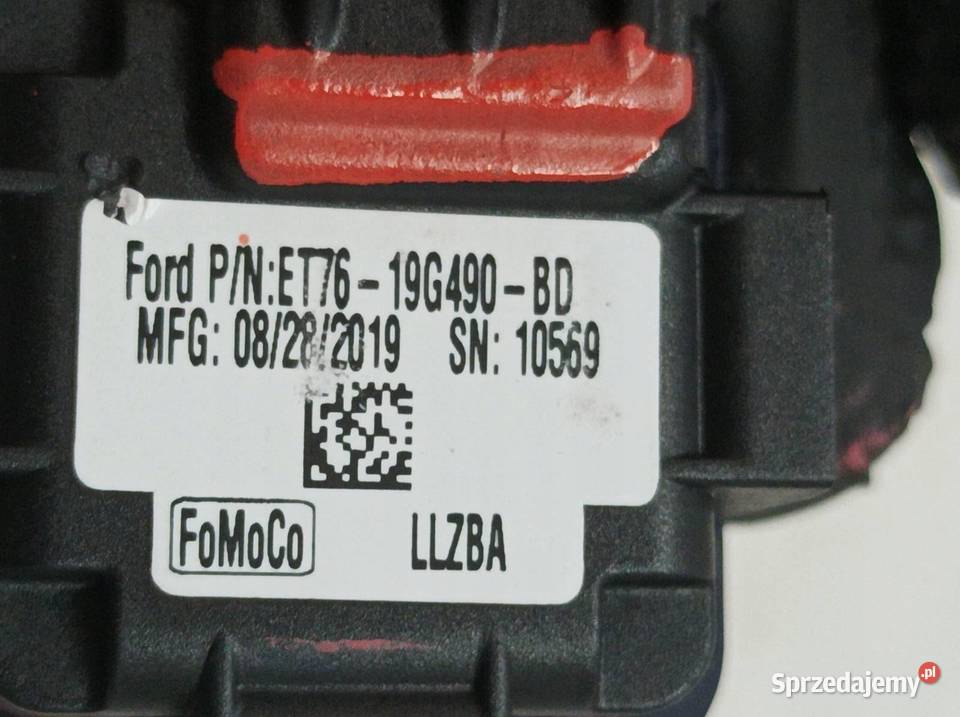 Ford P/N:ET76-19G490-BD
MFG: 08/28/2019 SN: 10569
FoMoCo LLZBA
Sprzedajemy.pl